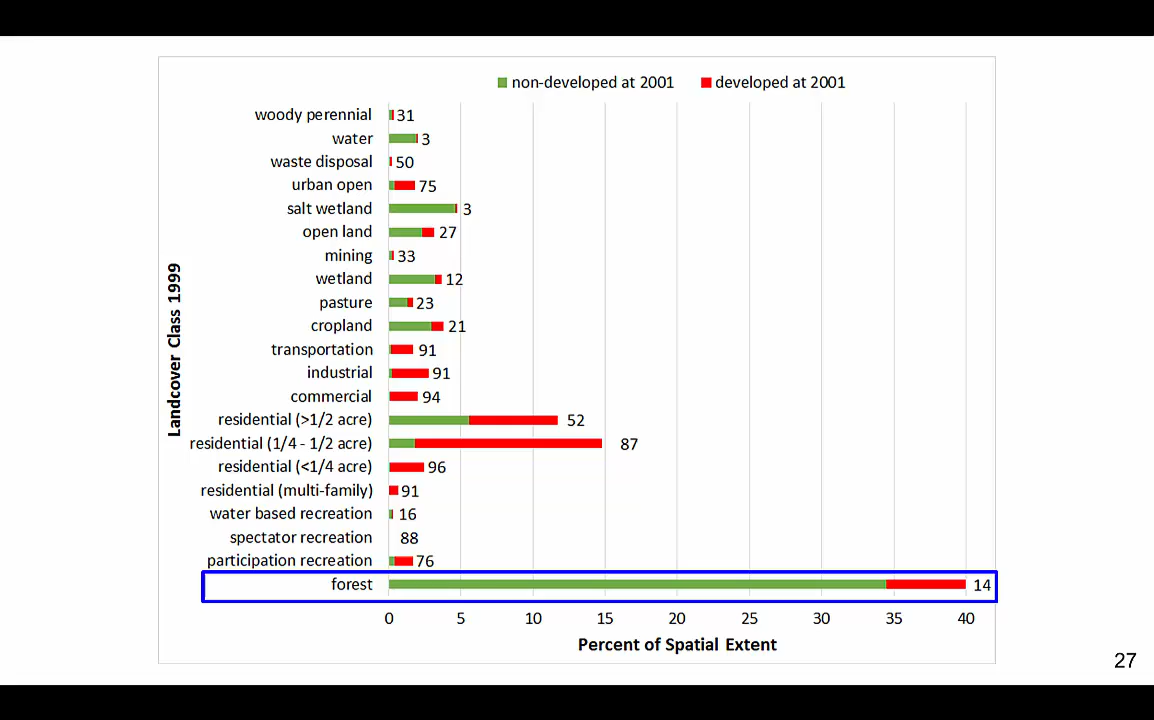 non-developed at 2001 developed at 2001
woody perennial 31
water 3
waste disposal 50
urban open 75
salt wetland 3
open land 27
mining 33
wetland 12
pasture 23
cropland 21
transportation 91
industrial 91
commercial 94
residential (>1/2 acre) 52
residential (1/4 - 1/2 acre) 87
residential (<1/4 acre) 96
residential (multi-family) 91
water based recreation 16
spectator recreation 88
participation recreation 76
forest 14
Landcover Class 1999
0 5 10 15 20 25 30 35 40
Percent of Spatial Extent
27